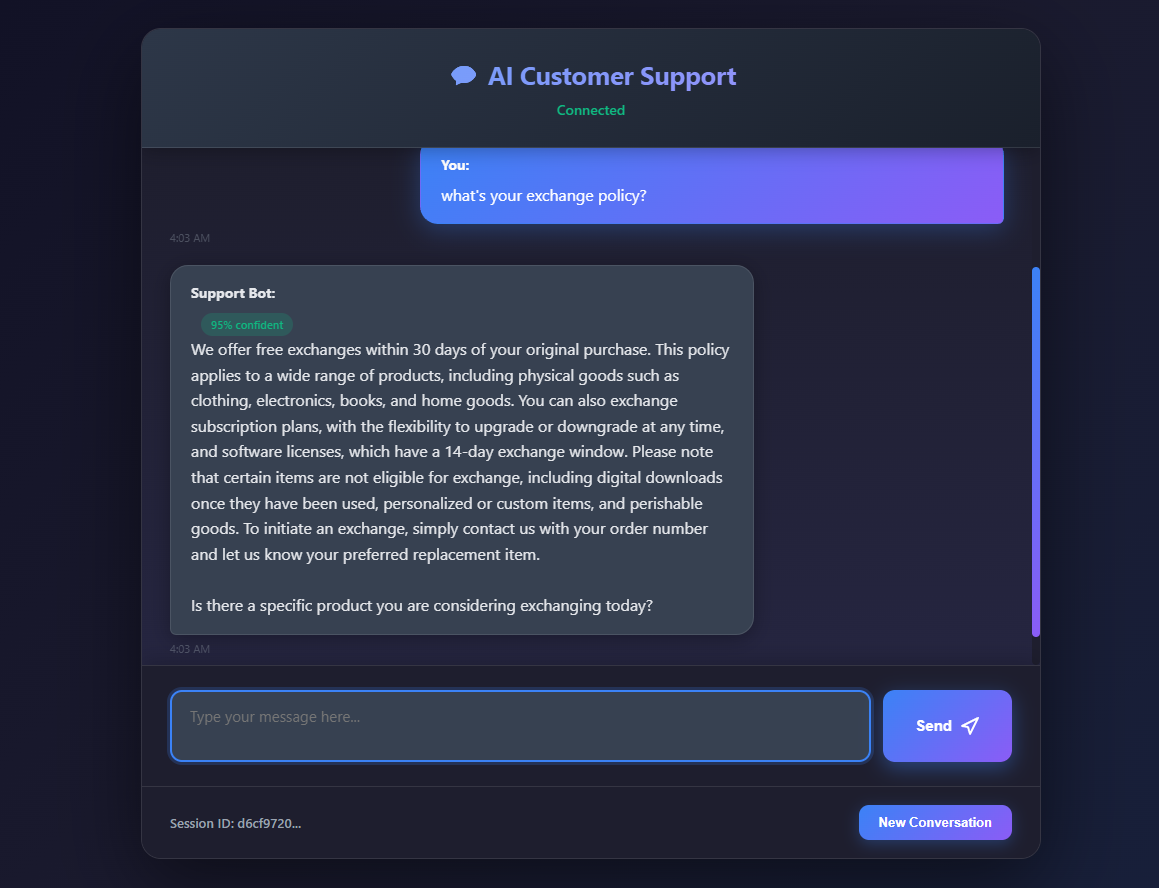 AI Customer Support
Connected
You:
what's your exchange policy?
4:03 AM
Support Bot:
95% confident
We offer free exchanges within 30 days of your original purchase. This policy
applies to a wide range of products, including physical goods such as
clothing, electronics, books, and home goods. You can also exchange
subscription plans, with the flexibility to upgrade or downgrade at any time,
and software licenses, which have a 14-day exchange window. Please note
that certain items are not eligible for exchange, including digital downloads
once they have been used, personalized or custom items, and perishable
goods. To initiate an exchange, simply contact us with your order number
and let us know your preferred replacement item.
Is there a specific product you are considering exchanging today?
4:03 AM
Type your message here...
Send
Session ID: d6cf9720...
New Conversation